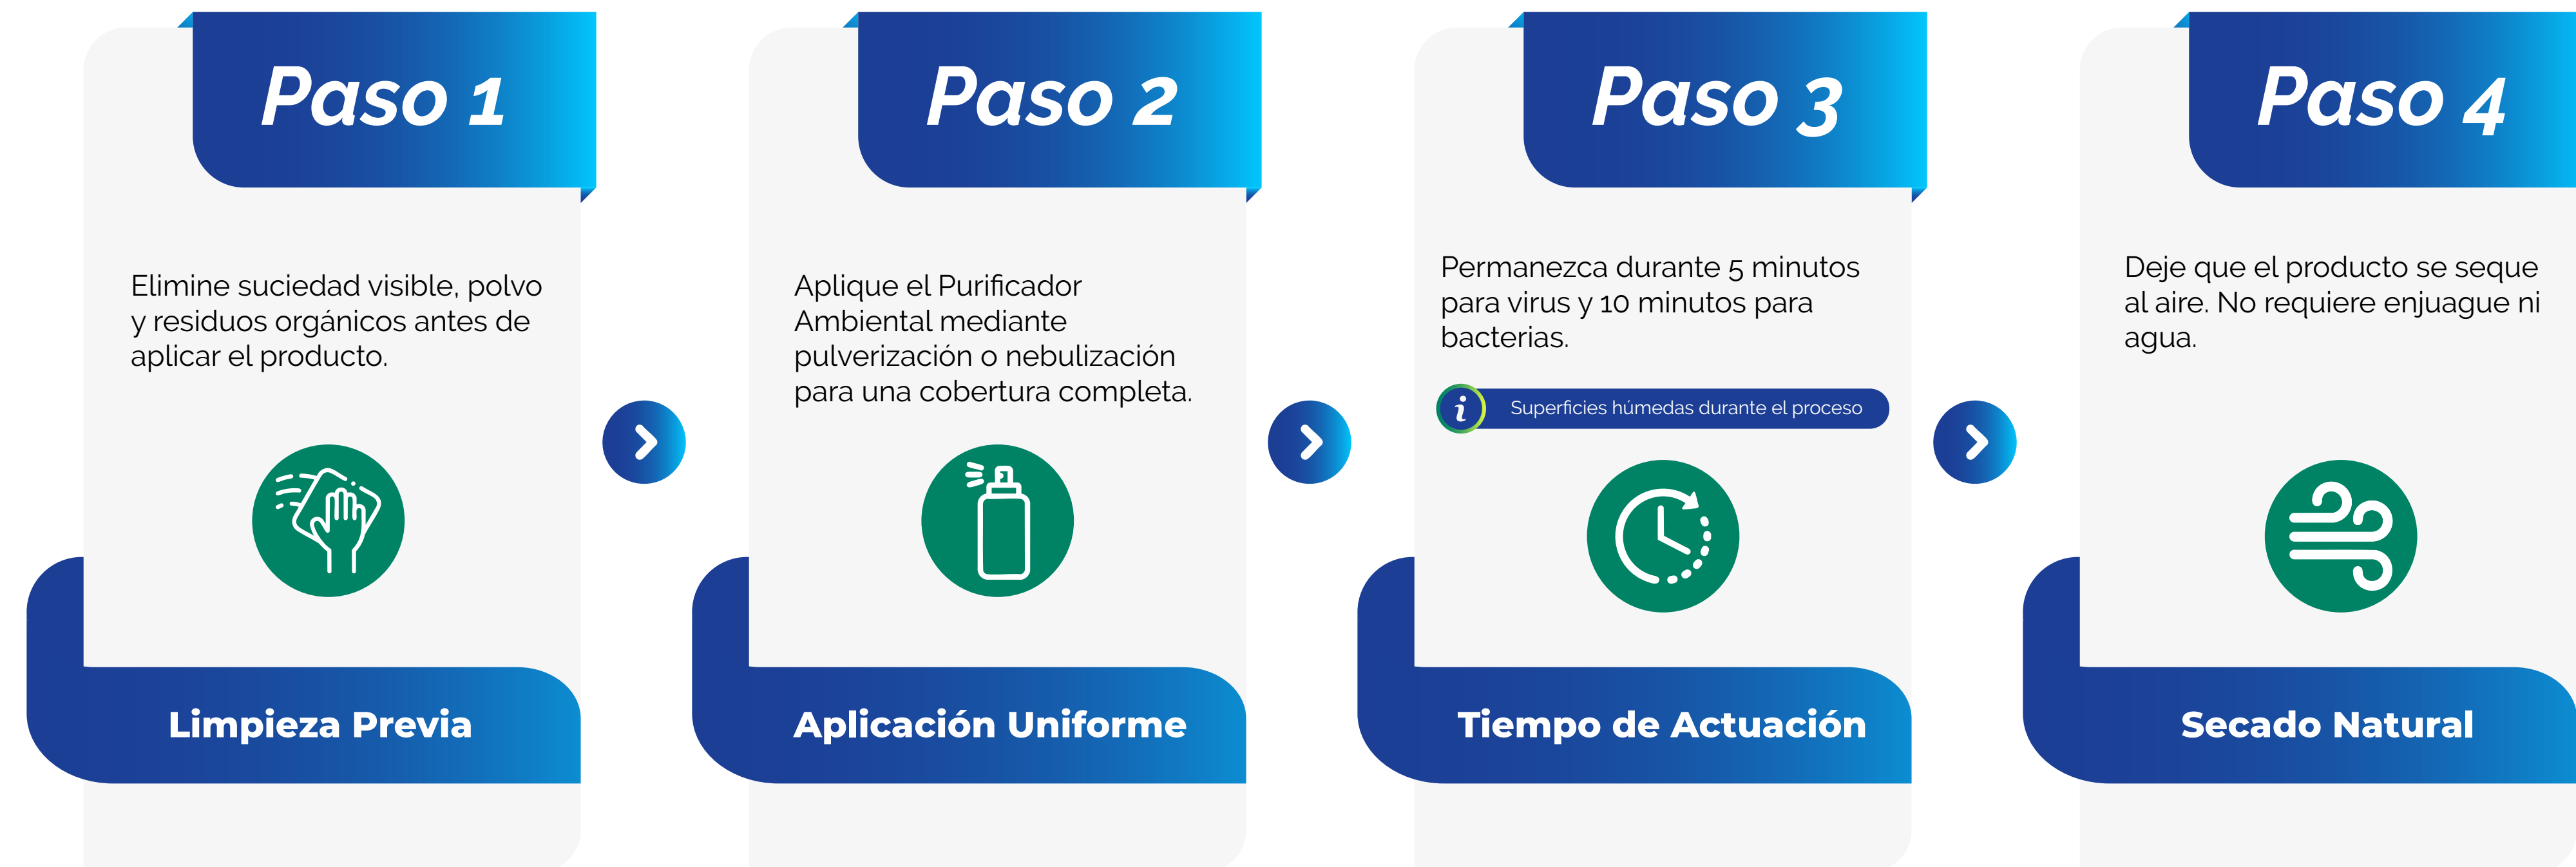 Paso 1
Elimine suciedad visible, polvo
y residuos orgánicos antes de
aplicar el producto.
Limpieza Previa
Paso 2
Aplique el Purificador
Ambiental mediante
pulverización o nebulización
para una cobertura completa.
Aplicación Uniforme
Paso 3
Permanezca durante 5 minutos
para virus y 10 minutos para
bacterias.
i
Superficies húmedas durante el proceso
Tiempo de Actuación
Paso 4
Deje que el producto se seque
al aire. No requiere enjuague ni
agua.
Secado Natural